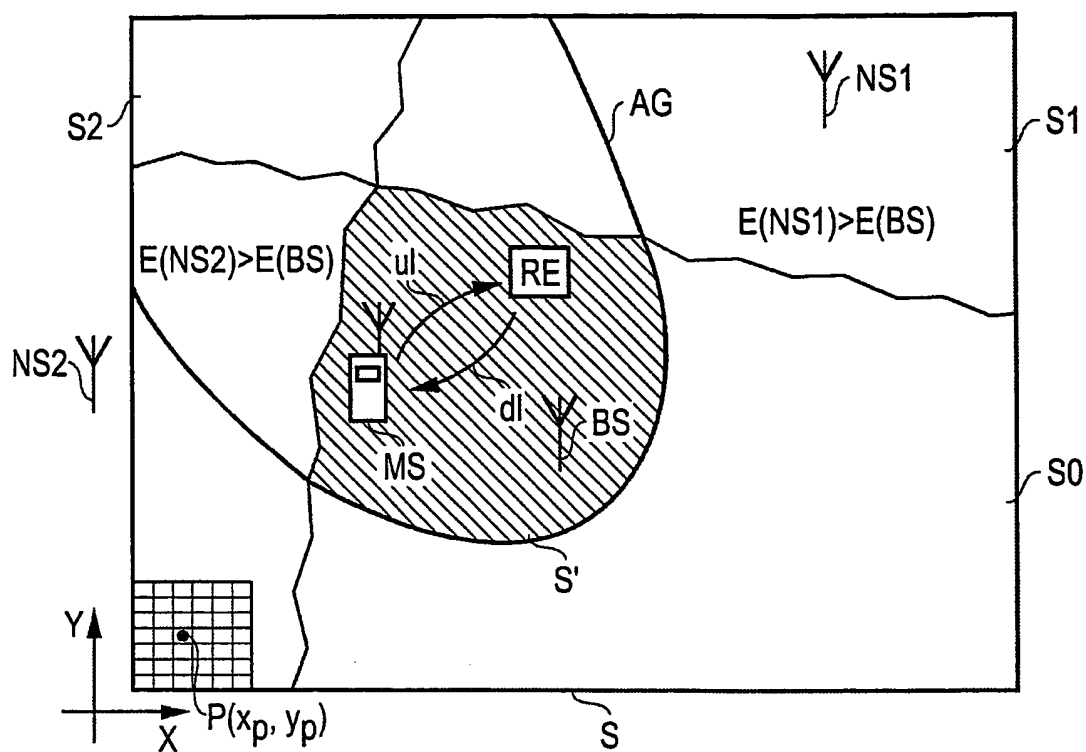 NS1
AG
S2
S1
E(NS1)>E(BS)
E(NS2)>E(BS)
ul
RE
NS2
dl
BS
MS
S0
S'
Y
P(xp, yp)
X
S